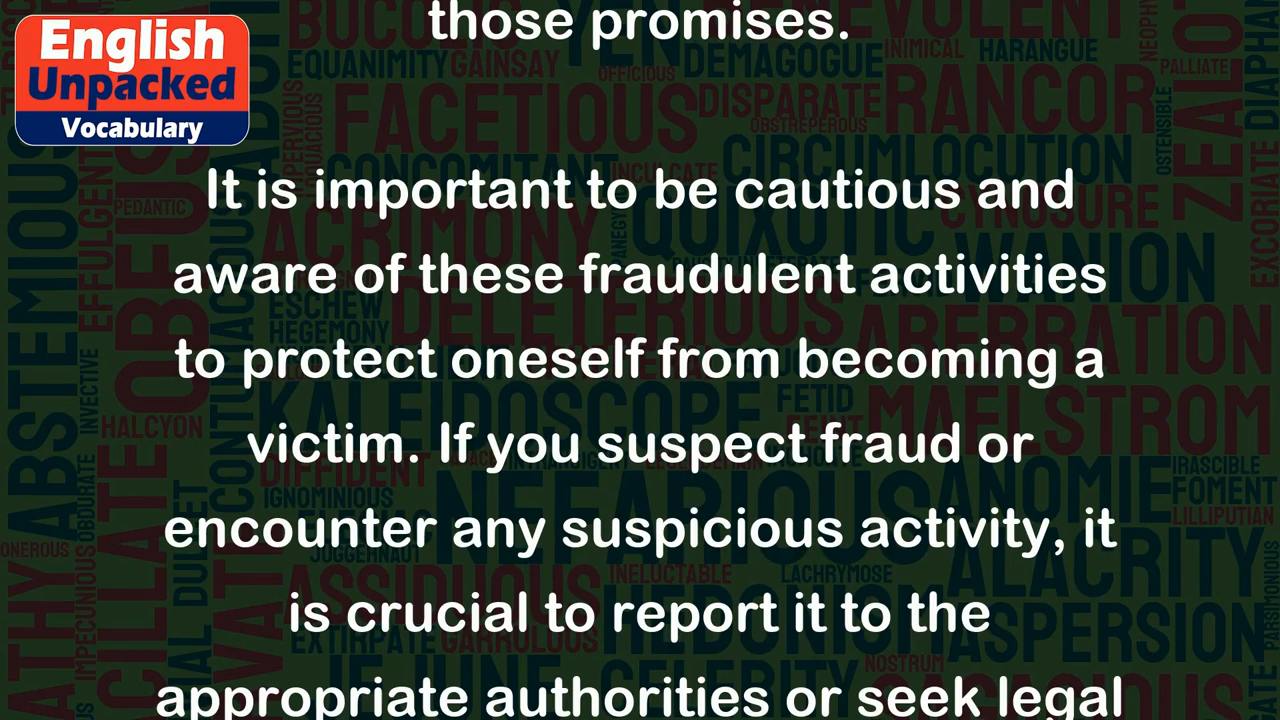 those promises.
English
Unpacked
Vocabulary
It is important to be cautious and
aware of these fraudulent activities
to protect oneself from becoming a
victim. If you suspect fraud or
encounter any suspicious activity, it
is crucial to report it to the
appropriate authorities or seek legal
EQUANIMITY
GAINSAY
OFFICIOUS
DEMAGOGUE
INIMICAL
HARANGUE
PALLIATE
FACETIOUS
DISPARATE
OBSTREPEROUS
RANCOR
OSTENSIBLE
CONCOMITANT
INCULCATE
CIRCUMLOCUTION
PEDANTIC
ACRIMONY
QUIXOTIC
CYNOSURE
WANION
EXCORIATE
EFFULGENT
ABSTEMIOUS
ESCHEW
HEGEMONY
DELETERIOUS
ABERRATION
INVECTIVE
HALCYON
KALEIDOSCOPE
FETID
MAELSTROM
DIFFIDENT
IGNOMINIOUS
NEFARIOUS
ANOMIE
IRASCIBLE
FOMENT
LILLIPUTIAN
OBDURATE
ONEROUS
IMPECUNIOUS
JUGGERNAUT
ASSIDUOUS
INELUCTABLE
LACHRYMOSE
ALACRITY
ASPERSION
EXTIRPATE
GARRULOUS
NOSTRUM